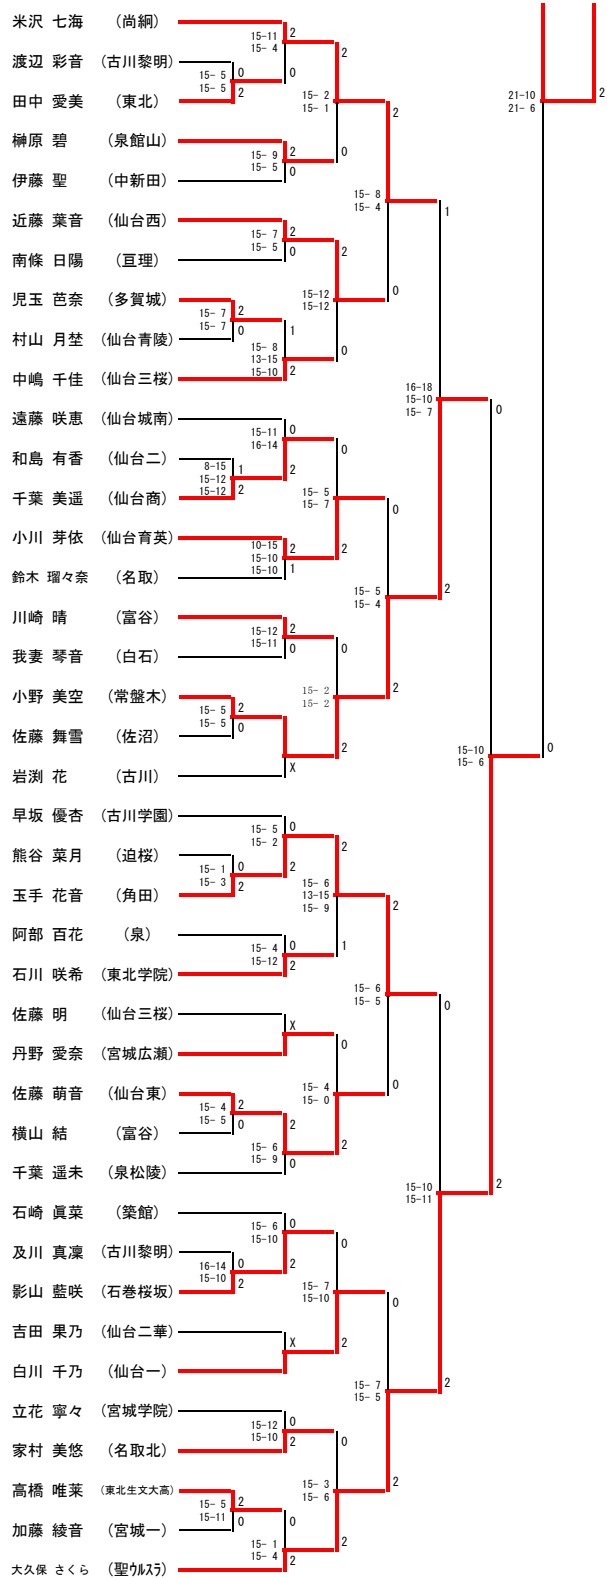 米沢 七海 (尚絅)
渡辺 彩音 (古川黎明)
田中 愛美 (東北)
榊原 碧 (泉館山)
伊藤 聖 (中新田)
近藤 葉音 (仙台西)
南條 日陽 (亘理)
児玉 芭奈 (多賀城)
村山 月埜 (仙台青陵)
中嶋 千佳 (仙台三桜)
遠藤 咲恵 (仙台城南)
和島 有香 (仙台二)
千葉 美遥 (仙台商)
小川 芽依 (仙台育英)
鈴木 瑠々奈 (名取)
川崎 晴 (富谷)
我妻 琴音 (白石)
小野 美空 (常盤木)
佐藤 舞雪 (佐沼)
岩渕 花 (古川)
早坂 優杏 (古川学園)
熊谷 菜月 (迫桜)
玉手 花音 (角田)
阿部 百花 (泉)
石川 咲希 (東北学院)
佐藤 明 (仙台三桜)
丹野 愛奈 (宮城広瀬)
佐藤 萌音 (仙台東)
横山 結 (富谷)
千葉 遥未 (泉松陵)
石崎 眞菜 (築館)
及川 真凜 (古川黎明)
影山 藍咲 (石巻桜坂)
吉田 果乃 (仙台二華)
白川 千乃 (仙台一)
立花 寧々 (宮城学院)
家村 美悠 (名取北)
高橋 唯莱 (東北生文大高)
加藤 綾音 (宮城一)
大久保 さくら (聖ウルスラ)
15- 5 0
15- 5 2
15- 7 2
15- 7 0
8-15 1
15-12
15-12 2
15- 5 2
15- 5 0
15- 1 0
15- 3 2
15- 4 2
15- 5 0
16-14 0
15-10 2
15- 5 2
15-11 0
15-11 2
15- 4 0
15- 9 2
15- 5 0
15- 7 2
15- 5 0
1
15- 8
13-15
15-10 2
15-11 0
16-14 2
10-15 2
15-10
15-10 1
15-12 2
15-11 0
X
15- 5 0
15- 2 2
15- 4 0
15-12 2
X
2
15- 6
15- 9 0
15- 6 0
15-10 2
X
15-12 0
15-10 2
0
15- 1
15- 4 2
2
15- 2
15- 1
0
2
15-12
15-12
0
0
15- 5
15- 7
2
0
15- 2
15- 2
2
2
15- 6
13-15
15- 9
1
0
15- 4
15- 0
2
0
15- 7
15-10
2
0
15- 3
15- 6
2
2
15- 8
15- 4
0
0
15- 5
15- 4
2
2
15- 6
15- 5
0
0
15- 7
15- 5
2
1
16-18
15-10
15- 7
2
0
15-10
15-11
2
0
15-10
15- 6
2
21-10
21- 6
2
0